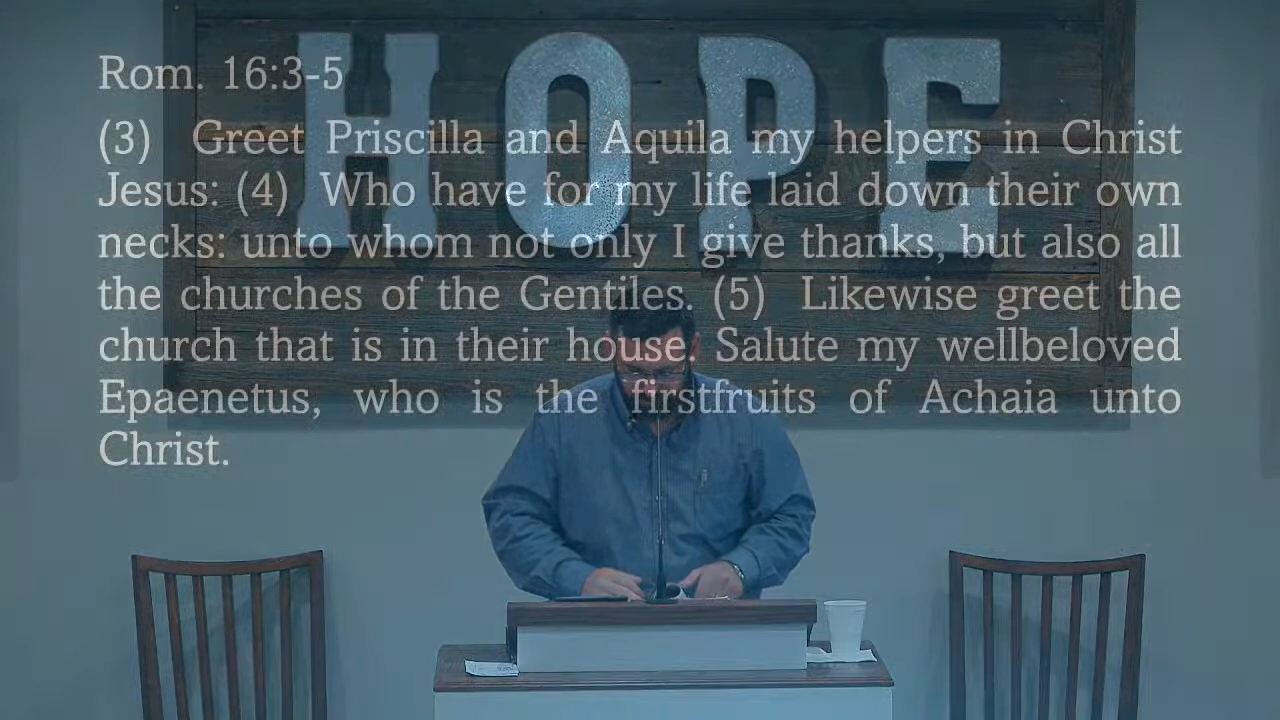 HOPE
Rom. 16:3-5
(3) Greet Priscilla and Aquila my helpers in Christ
Jesus: (4) Who have for my life laid down their own
necks: unto whom not only I give thanks, but also all
the churches of the Gentiles. (5) Likewise greet the
church that is in their house. Salute my wellbeloved
Epaenetus, who is the firstfruits of Achaia unto
Christ.